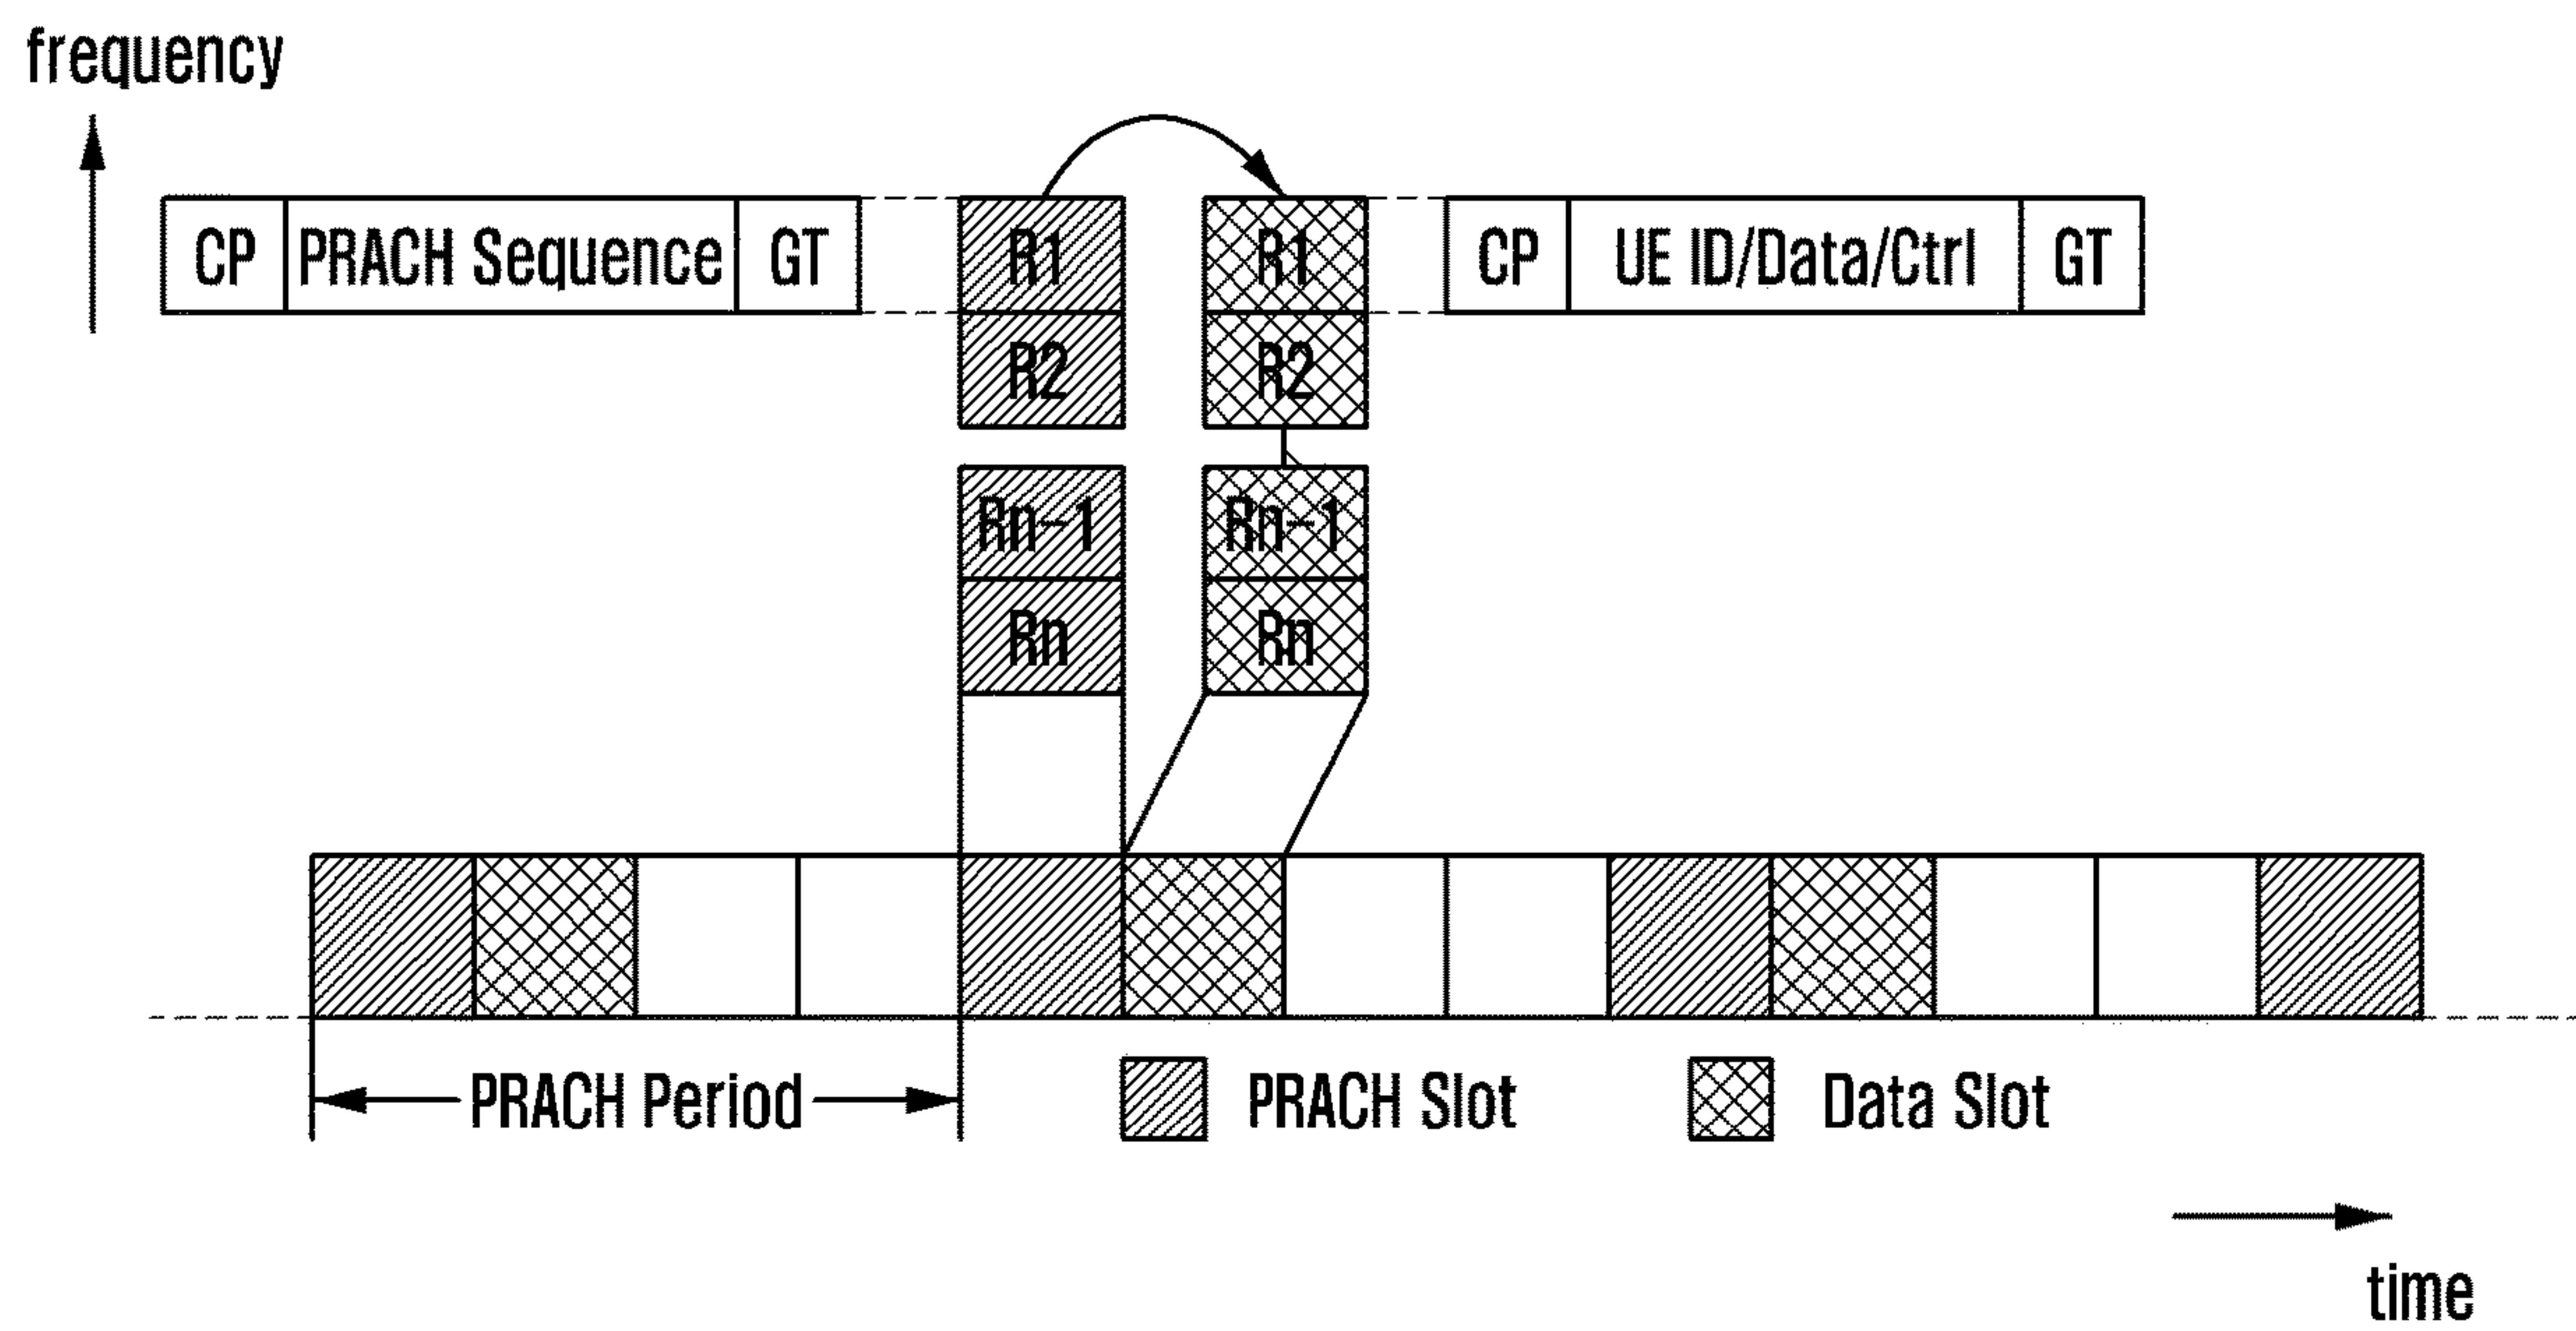 frequency
CP PRACH Sequence GT R1 R1 CP UE ID/Data/Ctrl GT
R2 R2
Rn-1 Rn-1
Rn Rn
PRACH Period PRACH Slot Data Slot
time